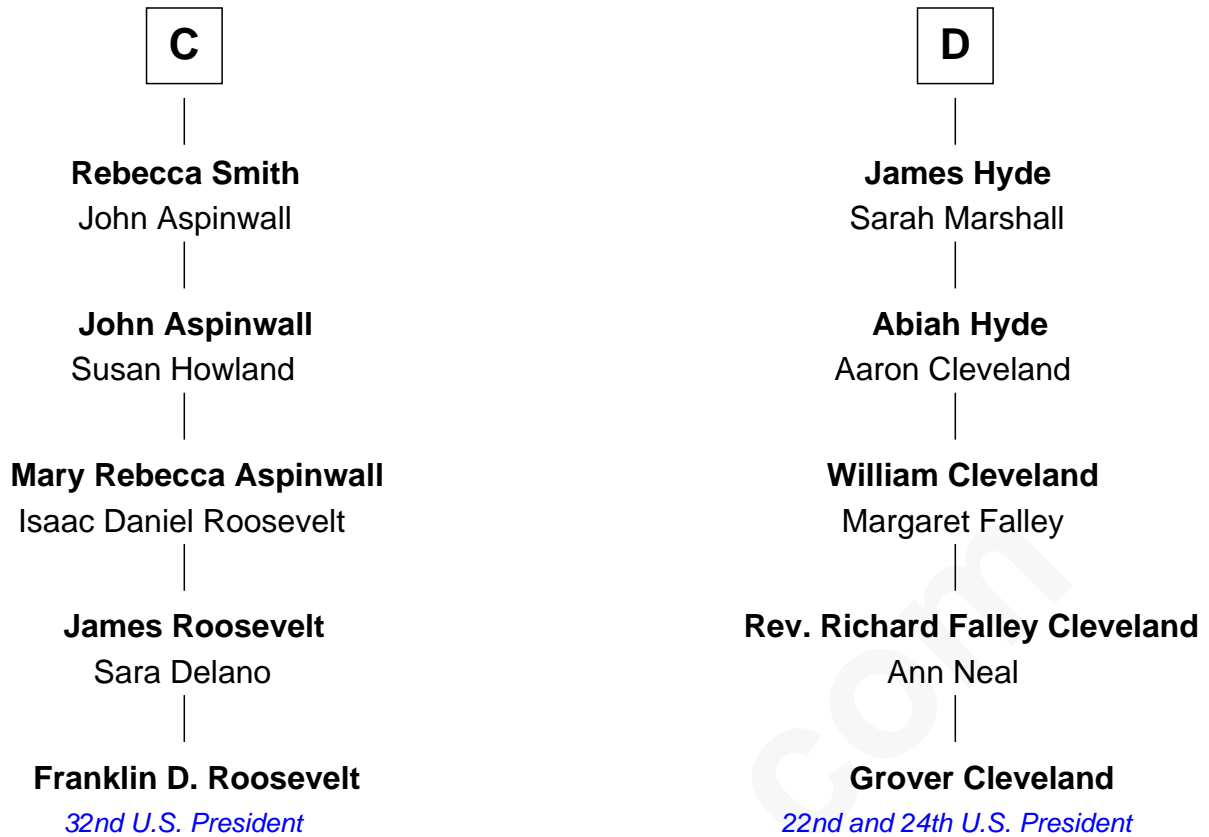 C
Rebecca Smith
John Aspinwall
John Aspinwall
Susan Howland
Mary Rebecca Aspinwall
Isaac Daniel Roosevelt
James Roosevelt
Sara Delano
Franklin D. Roosevelt
32nd U.S. President
D
James Hyde
Sarah Marshall
Abiah Hyde
Aaron Cleveland
William Cleveland
Margaret Falley
Rev. Richard Falley Cleveland
Ann Neal
Grover Cleveland
22nd and 24th U.S. President
com